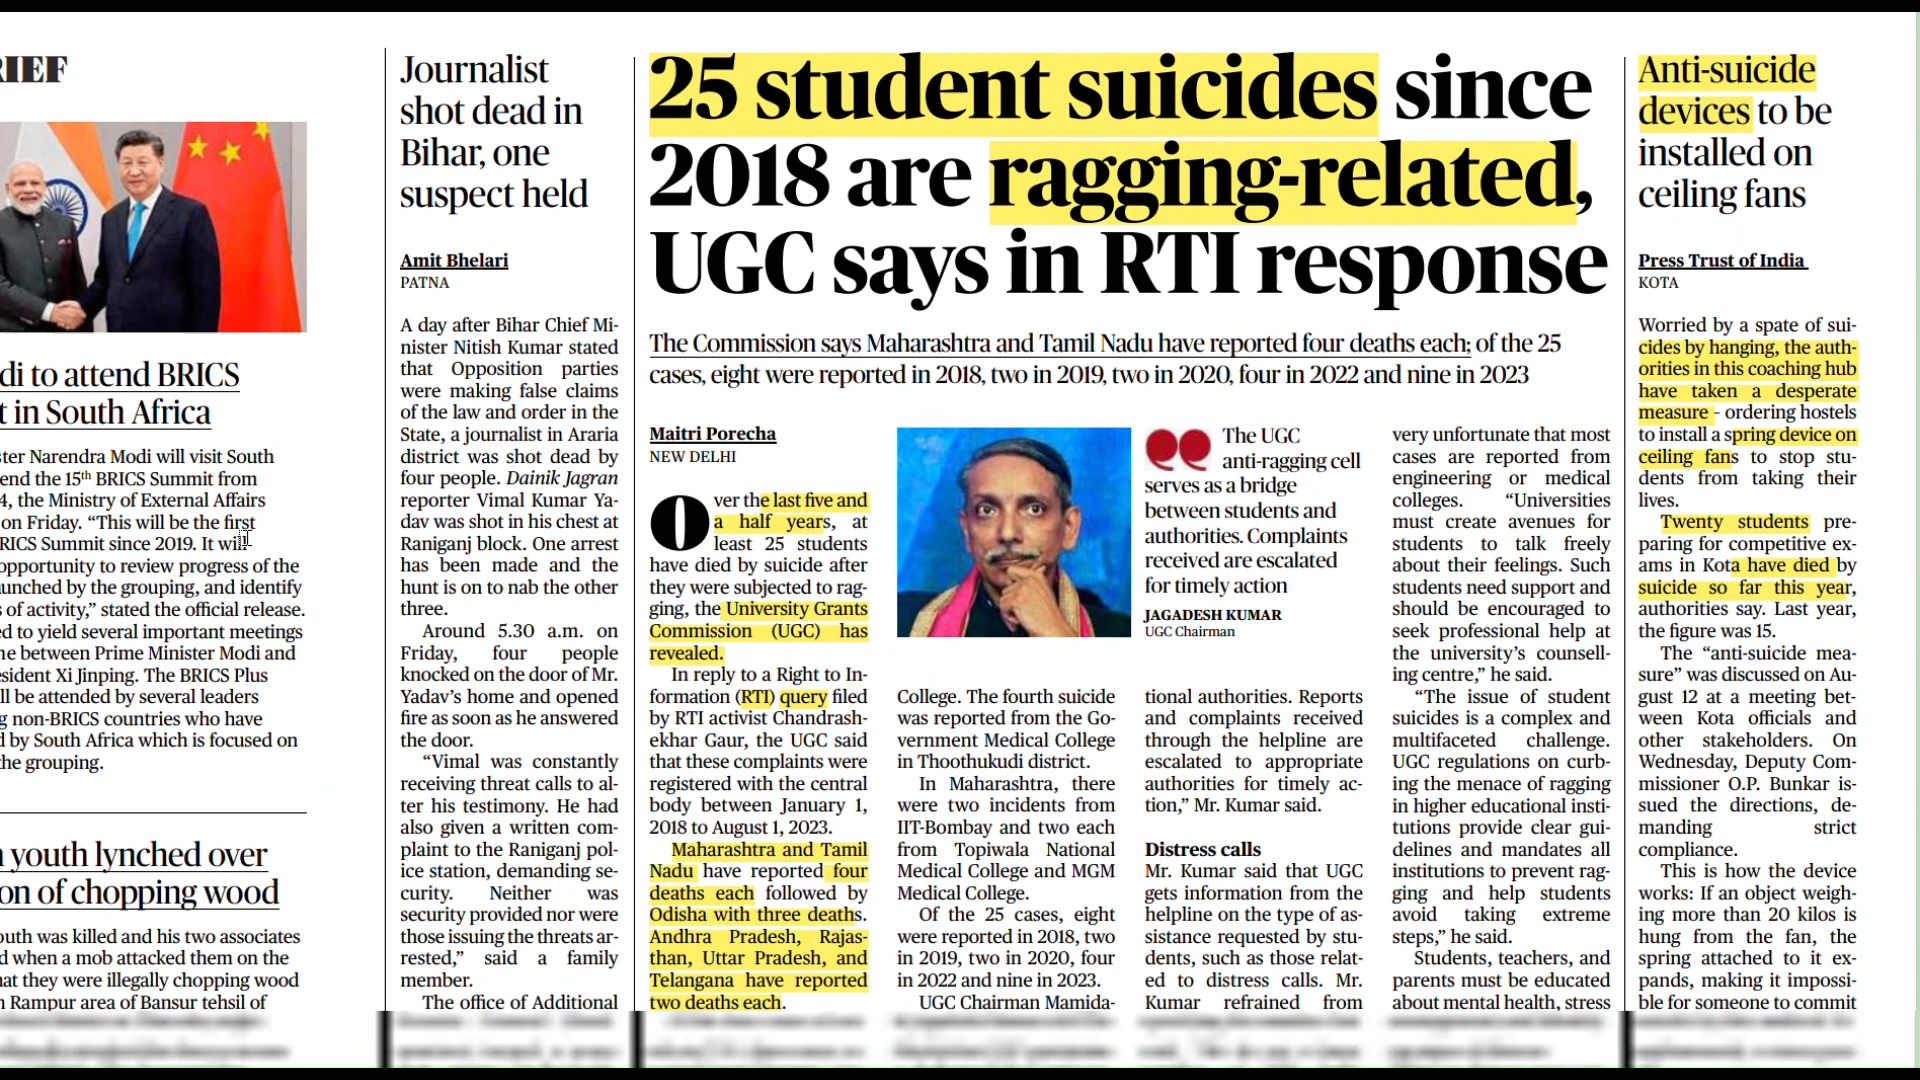 RIEF
di to attend BRICS
t in South Africa
ter Narendra Modi will visit South
end the 15th BRICS Summit from
4, the Ministry of External Affairs
on Friday. “This will be the first
RICS Summit since 2019. It will
opportunity to review progress of the
unched by the grouping, and identify
s of activity,” stated the official release.
ed to yield several important meetings
ne between Prime Minister Modi and
esident Xi Jinping. The BRICS Plus
ll be attended by several leaders
g non-BRICS countries who have
d by South Africa which is focused on
the grouping.
n youth lynched over
on of chopping wood
outh was killed and his two associates
d when a mob attacked them on the
hat they were illegally chopping wood
n Rampur area of Bansur tehsil of
Journalist
shot dead in
Bihar, one
suspect held
Amit Bhelari
PATNA
A day after Bihar Chief Mi-
nister Nitish Kumar stated
that Opposition parties
were making false claims
of the law and order in the
State, a journalist in Araria
district was shot dead by
four people. Dainik Jagran
reporter Vimal Kumar Ya-
dav was shot in his chest at
Raniganj block. One arrest
has been made and the
hunt is on to nab the other
three.
Around 5.30 a.m. on
Friday, four people
knocked on the door of Mr.
Yadav’s home and opened
fire as soon as he answered
the door.
“Vimal was constantly
receiving threat calls to al-
ter his testimony. He had
also given a written com-
plaint to the Raniganj pol-
ice station, demanding se-
curity. Neither was
security provided nor were
those issuing the threats ar-
rested,” said a family
member.
The office of Additional
25 student suicides since
2018 are ragging-related,
UGC says in RTI response
The Commission says Maharashtra and Tamil Nadu have reported four deaths each; of the 25
cases, eight were reported in 2018, two in 2019, two in 2020, four in 2022 and nine in 2023
Maitri Porecha
NEW DELHI
Over the last five and
a half years, at
least 25 students
have died by suicide after
they were subjected to rag-
ging, the University Grants
Commission (UGC) has
revealed.
In reply to a Right to In-
formation (RTI) query filed
by RTI activist Chandrash-
ekhar Gaur, the UGC said
that these complaints were
registered with the central
body between January 1,
2018 to August 1, 2023.
Maharashtra and Tamil
Nadu have reported four
deaths each followed by
Odisha with three deaths.
Andhra Pradesh, Rajas-
than, Uttar Pradesh, and
Telangana have reported
two deaths each.
College. The fourth suicide
was reported from the Go-
vernment Medical College
in Thoothukudi district.
In Maharashtra, there
were two incidents from
IIT-Bombay and two each
from Topiwala National
Medical College and MGM
Medical College.
Of the 25 cases, eight
were reported in 2018, two
in 2019, two in 2020, four
in 2022 and nine in 2023.
UGC Chairman Mamida-
The UGC
anti-ragging cell
serves as a bridge
between students and
authorities. Complaints
received are escalated
for timely action
JAGADESH KUMAR
UGC Chairman
tional authorities. Reports
and complaints received
through the helpline are
escalated to appropriate
authorities for timely ac-
tion,” Mr. Kumar said.
Distress calls
Mr. Kumar said that UGC
gets information from the
helpline on the type of as-
sistance requested by stu-
dents, such as those relat-
ed to distress calls. Mr.
Kumar refrained from
very unfortunate that most
cases are reported from
engineering or medical
colleges. “Universities
must create avenues for
students to talk freely
about their feelings. Such
students need support and
should be encouraged to
seek professional help at
the university’s counsell-
ing centre,” he said.
“The issue of student
suicides is a complex and
multifaceted challenge.
UGC regulations on curb-
ing the menace of ragging
in higher educational insti-
tutions provide clear gui-
delines and mandates all
institutions to prevent rag-
ging and help students
avoid taking extreme
steps,” he said.
Students, teachers, and
parents must be educated
about mental health, stress
Anti-suicide
devices to be
installed on
ceiling fans
Press Trust of India
KOTA
Worried by a spate of sui-
cides by hanging, the auth-
orities in this coaching hub
have taken a desperate
measure – ordering hostels
to install a spring device on
ceiling fans to stop stu-
dents from taking their
lives.
Twenty students pre-
paring for competitive ex-
ams in Kota have died by
suicide so far this year,
authorities say. Last year,
the figure was 15.
The “anti-suicide mea-
sure” was discussed on Au-
gust 12 at a meeting bet-
ween Kota officials and
other stakeholders. On
Wednesday, Deputy Com-
missioner O.P. Bunkar is-
sued the directions, de-
manding strict
compliance.
This is how the device
works: If an object weigh-
ing more than 20 kilos is
hung from the fan, the
spring attached to it ex-
pands, making it impossi-
ble for someone to commit